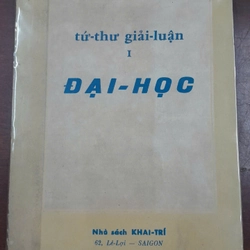 tứ-thư giải-luận
I
ĐẠI-HỌC
Nhà sách KHAI-TRÍ
62, Lê-Lợi — SAIGON